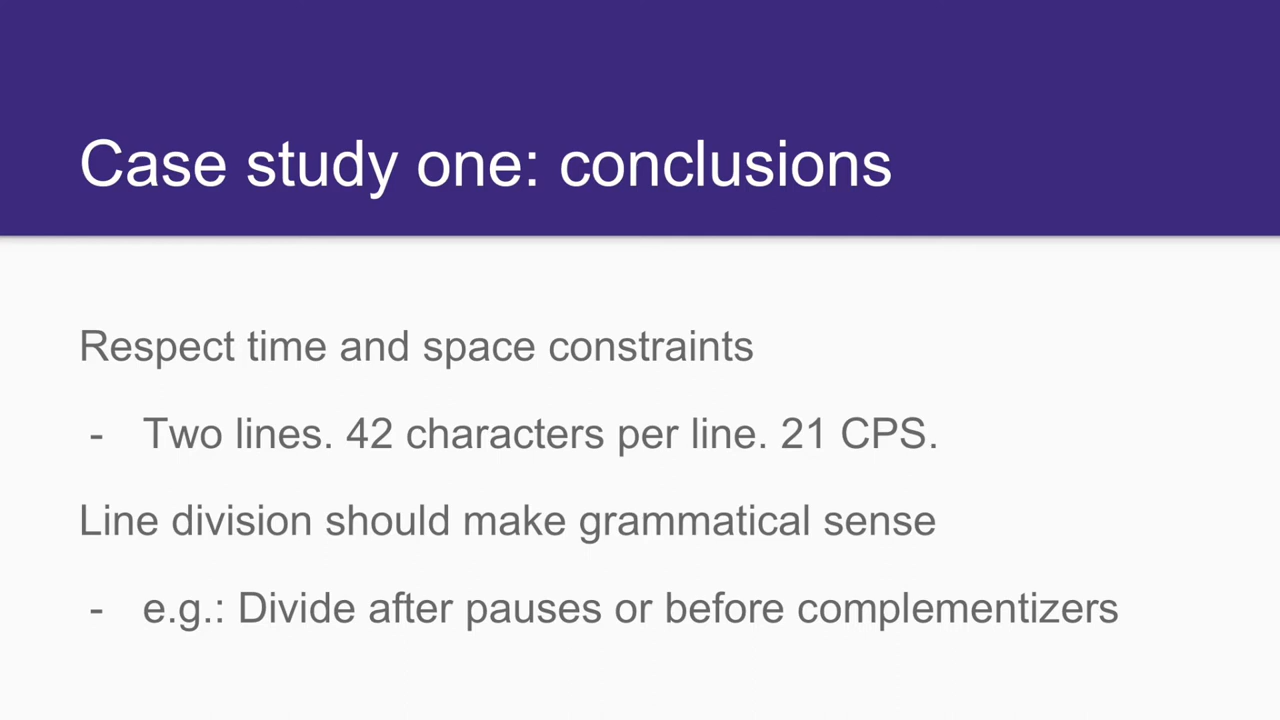 Case study one: conclusions
Respect time and space constraints
- Two lines. 42 characters per line. 21 CPS.
Line division should make grammatical sense
- e.g.: Divide after pauses or before complementizers